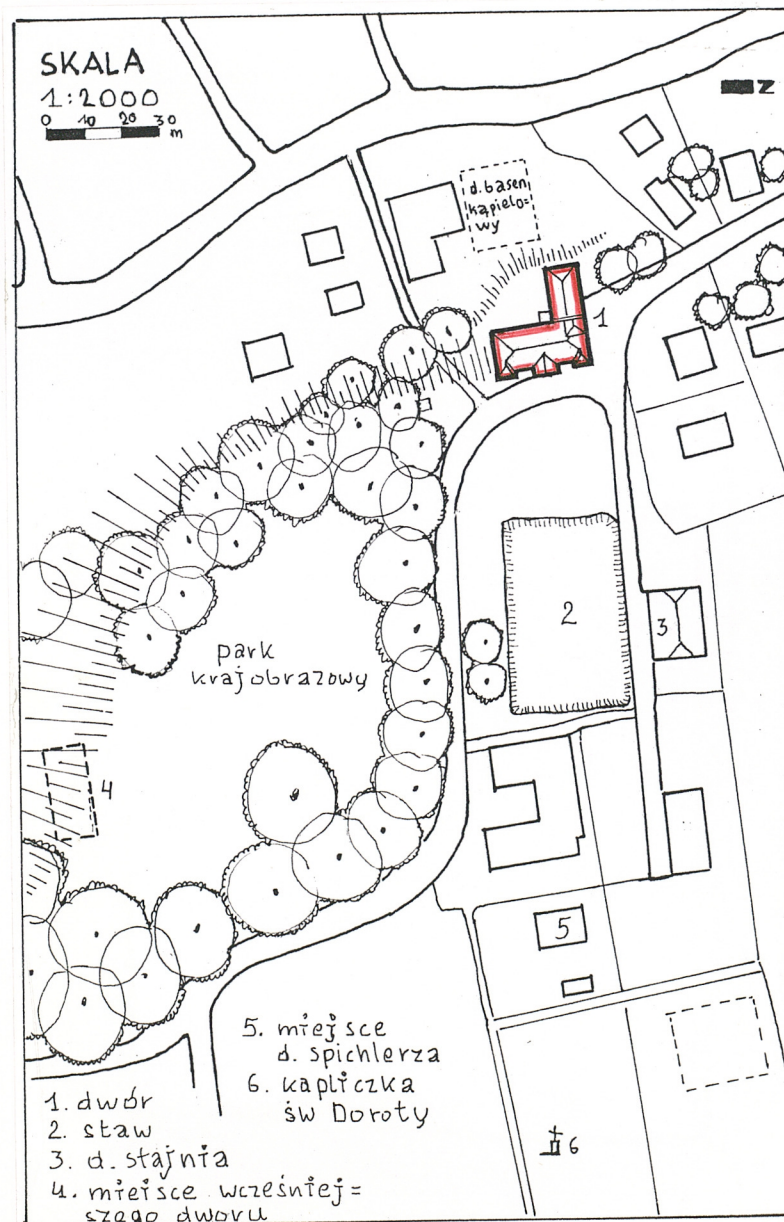 SKALA
1:2000
0 10 20 30
m
z
d. basen
kąpielo=
wy
1
2
3
park
krajobrazowy
4
5
5. miejsce
d. spichlerza
6. kapliczka
św Doroty
1. dwór
2. staw
3. d. stajnia
4. miejsce wcześniej=
szego dworu
6